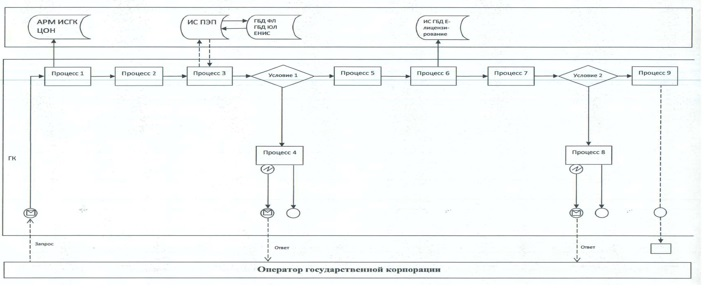 АРМ ИСГК
ЦОН
ИС ПЭП
ГБД ФЛ
ГБД ЮЛ
ЕНИС
ИС ГБД Е-
лицензи-
рование
Процесс 1
Процесс 2
Процесс 3
Условие 1
Процесс 5
Процесс 6
Процесс 7
Условие 2
Процесс 9
Процесс 4
Процесс 8
ГК
Запрос
Ответ
Ответ
Оператор государственной корпорации